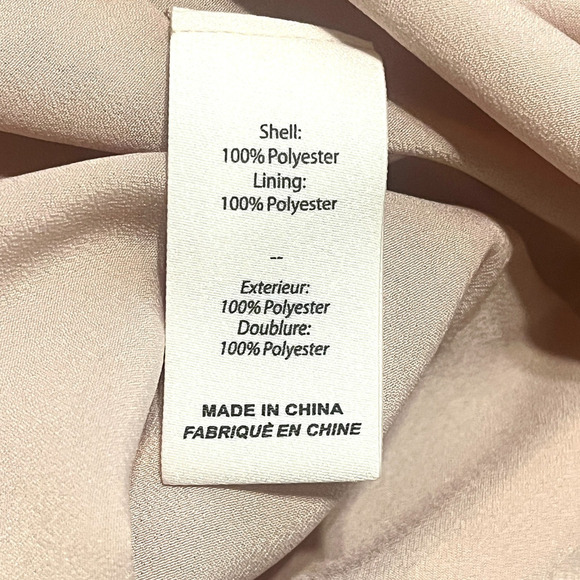 Shell:
100% Polyester
Lining:
100% Polyester
--
Exterieur:
100% Polyester
Doublure:
100% Polyester
MADE IN CHINA
FABRIQUÈ EN CHINE